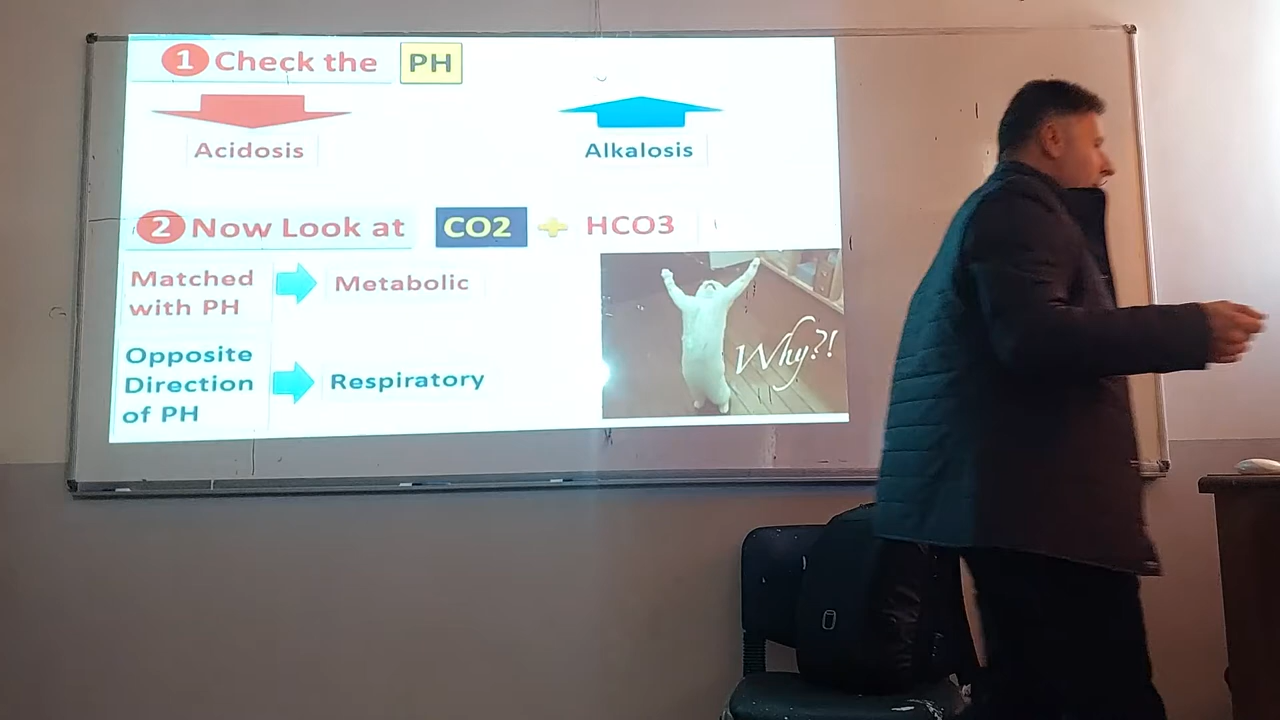 1 Check the PH
Acidosis
Alkalosis
2 Now Look at CO2 + HCO3
Matched
with PH
Metabolic
Opposite
Direction
of PH
Respiratory
Why?!